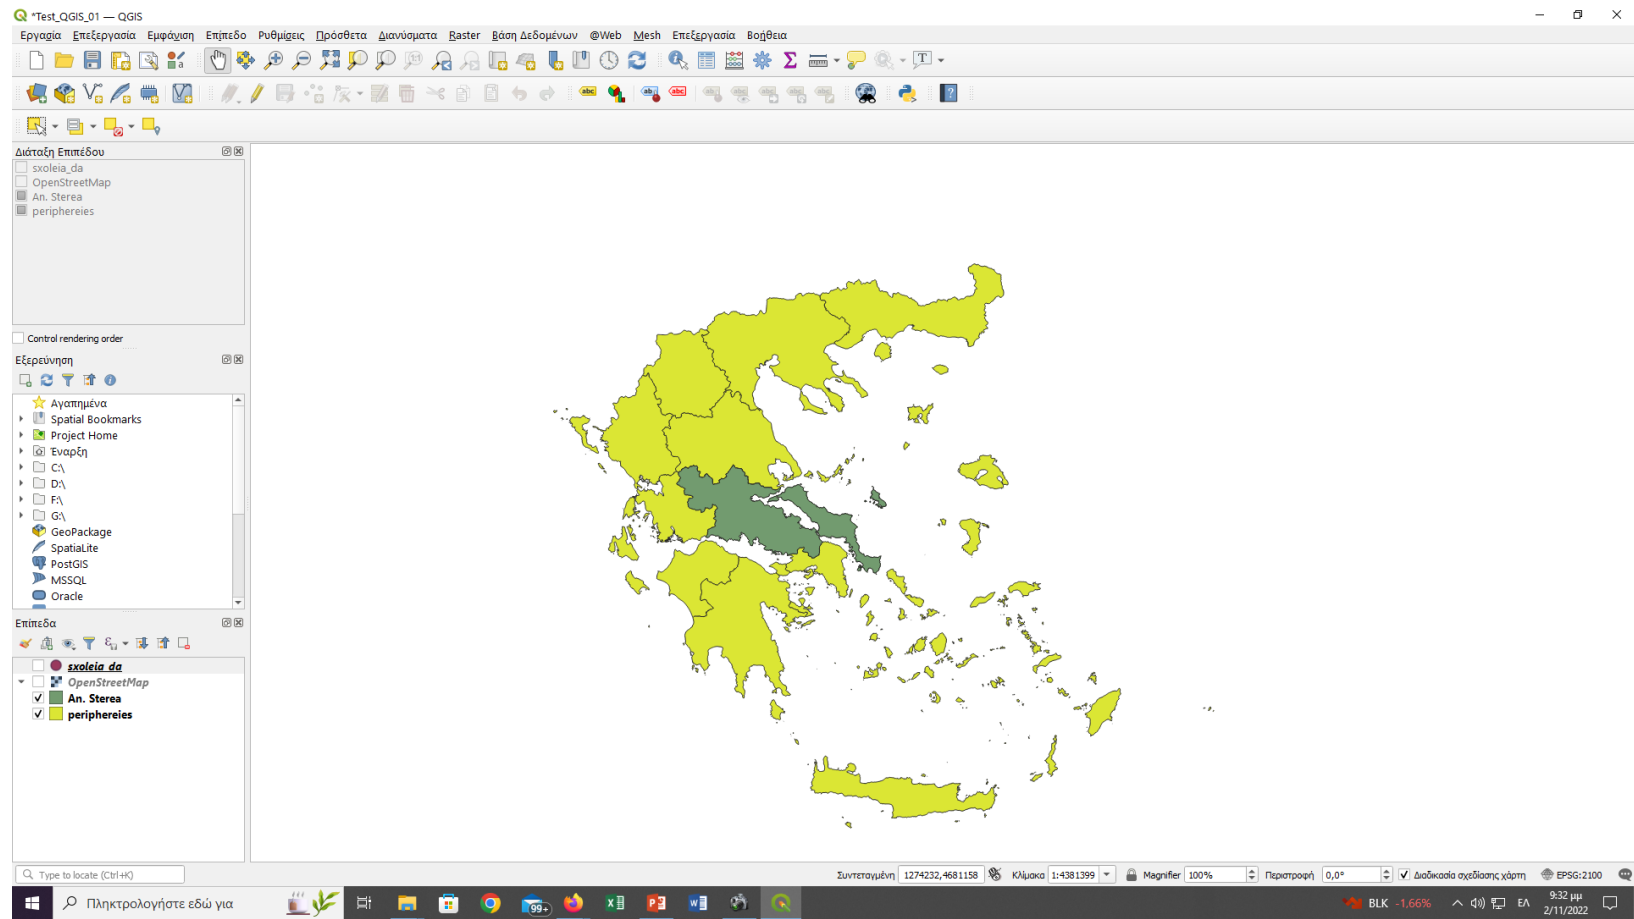 *Test_QGIS_01 — QGIS
Εργασία Επεξεργασία Εμφάνιση Επίπεδο Ρυθμίσεις Πρόσθετα Διανύσματα Raster Βάση Δεδομένων @Web Mesh Επεξεργασία Βοήθεια
Διάταξη Επιπέδου
sxoleia_da
OpenStreetMap
An. Sterea
periphereies
Control rendering order
Εξερεύνηση
Αγαπημένα
Spatial Bookmarks
Project Home
Έναρξη
C:\
D:\
F:\
G:\
GeoPackage
SpatiaLite
PostGIS
MSSQL
Oracle
Επίπεδα
sxoleia_da
OpenStreetMap
An. Sterea
periphereies
Type to locate (Ctrl+K)
Συντεταγμένη 1274232,4681158 Κλίμακα 1:4381399 Magnifier 100% Περιστροφή 0,0° Διαδικασία σχεδίασης χάρτη EPSG:2100
Πληκτρολογήστε εδώ για
99+
BLK -1,66% ΕΛ
9:32 μμ
2/11/2022